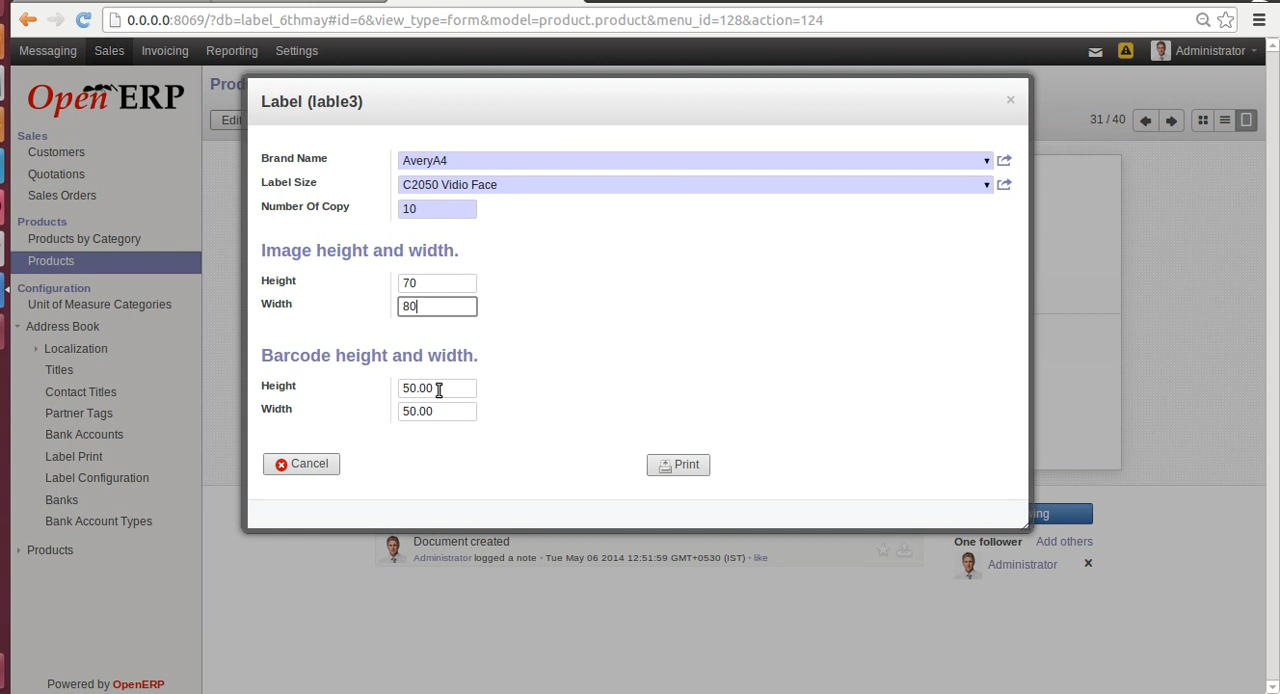 0.0.0.0:8069/?db=label_6thmay#id=6&view_type=form&model=product.product&menu_id=128&action=124
Messaging Sales Invoicing Reporting Settings Administrator
OpenERP
Prod
Edit
31 / 40
Sales
Customers
Quotations
Sales Orders
Products
Products by Category
Products
Configuration
Unit of Measure Categories
Address Book
Localization
Titles
Contact Titles
Partner Tags
Bank Accounts
Label Print
Label Configuration
Banks
Bank Account Types
Products
Powered by OpenERP
Label (lable3)
×
Brand Name AveryA4
Label Size C2050 Vidio Face
Number Of Copy 10
Image height and width.
Height 70
Width 80
Barcode height and width.
Height 50.00
Width 50.00
Cancel Print
ing
Document created
Administrator logged a note • Tue May 06 2014 12:51:59 GMT+0530 (IST) • like
One follower Add others
Administrator ×